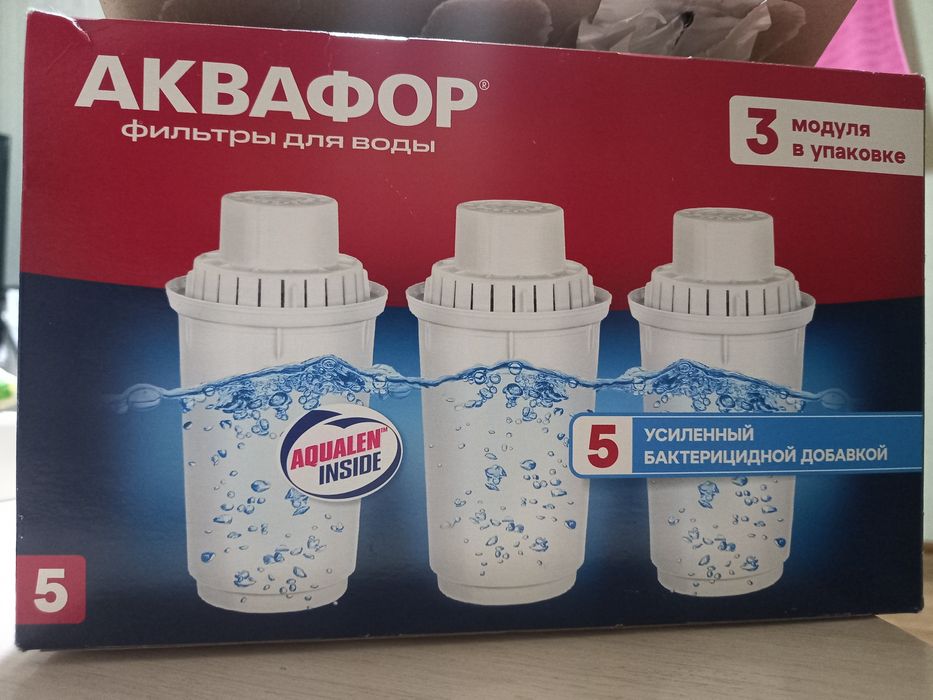 АКВАФОР®
фильтры для воды
3 модуля
в упаковке
AQUALEN™
INSIDE
5 УСИЛЕННЫЙ
БАКТЕРИЦИДНОЙ ДОБАВКОЙ
5